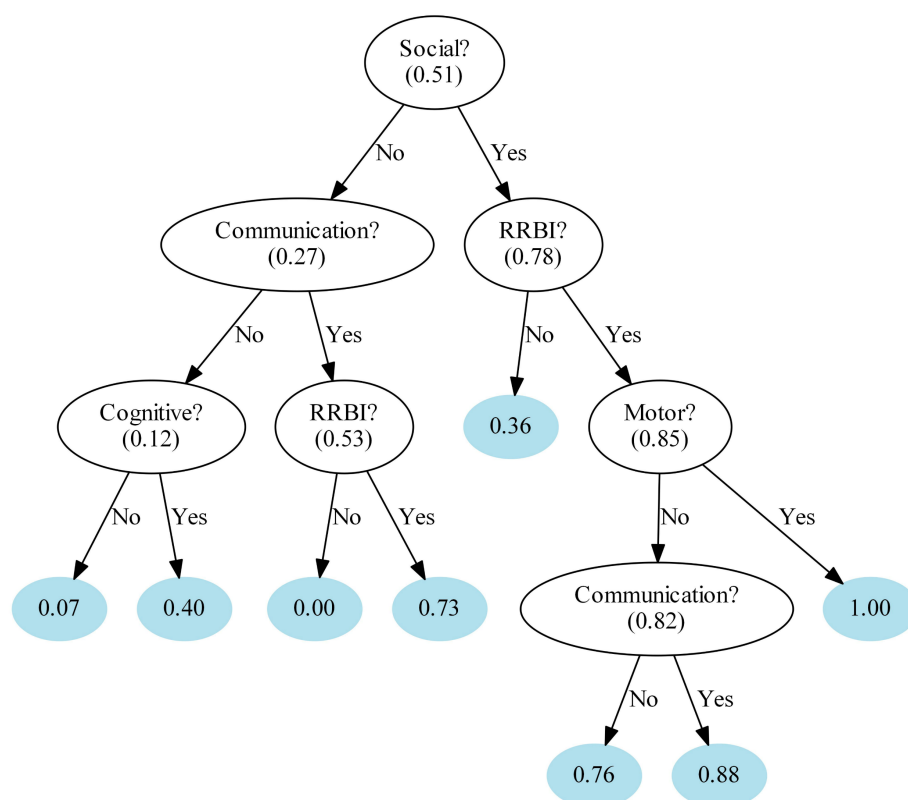 Social?
(0.51)
No
Yes
Communication?
(0.27)
RRBI?
(0.78)
No
Yes
No
Yes
Cognitive?
(0.12)
RRBI?
(0.53)
0.36
Motor?
(0.85)
No
Yes
No
Yes
No
Yes
0.07
0.40
0.00
0.73
Communication?
(0.82)
1.00
No
Yes
0.76
0.88